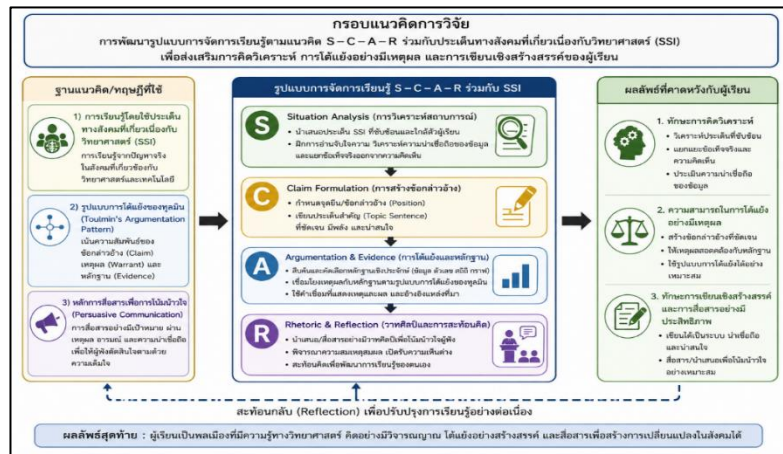 กรอบแนวคิดการวิจัย
การพัฒนารูปแบบการจัดการเรียนรู้ตามแนวคิด S – C – A – R ร่วมกับประเด็นทางสังคมที่เกี่ยวเนื่องกับวิทยาศาสตร์ (SSI)
เพื่อส่งเสริมการคิดวิเคราะห์ การโต้แย้งอย่างมีเหตุผล และการเขียนเชิงสร้างสรรค์ของผู้เรียน
ฐานแนวคิด/ทฤษฎีที่ใช้
1) การเรียนรู้โดยใช้ประเด็น
ทางสังคมที่เกี่ยวเนื่องกับ
วิทยาศาสตร์ (SSI)
การเรียนรู้จากปัญหาจริง
ในสังคมที่เกี่ยวข้องกับ
วิทยาศาสตร์และเทคโนโลยี
2) รูปแบบการโต้แย้งของทูลมิน
(Toulmin's Argumentation
Pattern)
เน้นความสัมพันธ์ของ
ข้อกล่าวอ้าง (Claim)
เหตุผล (Warrant) และ
หลักฐาน (Evidence)
3) หลักการสื่อสารเพื่อการโน้มน้าวใจ
(Persuasive Communication)
การสื่อสารอย่างมีเป้าหมาย ผ่าน
เหตุผล อารมณ์ และความน่าเชื่อถือ
เพื่อให้ผู้ฟังตัดสินใจตามด้วย
ความเต็มใจ
รูปแบบการจัดการเรียนรู้ S – C – A – R ร่วมกับ SSI
S
Situation Analysis (การวิเคราะห์สถานการณ์)
• นำเสนอประเด็น SSI ที่ซับซ้อนและใกล้ตัวผู้เรียน
• ฝึกการอ่านจับใจความ วิเคราะห์ความน่าเชื่อถือของข้อมูล
และแยกข้อเท็จจริงออกจากความคิดเห็น
C
Claim Formulation (การสร้างข้อกล่าวอ้าง)
• กำหนดจุดยืน/ข้อกล่าวอ้าง (Position)
• เขียนประเด็นสำคัญ (Topic Sentence)
ที่ชัดเจน มีพลัง และน่าสนใจ
A
Argumentation & Evidence (การโต้แย้งและหลักฐาน)
• สืบค้นและคัดเลือกหลักฐานเชิงประจักษ์ (ข้อมูล ตัวเลข สถิติ กราฟ)
• เชื่อมโยงเหตุผลกับหลักฐานตามรูปแบบการโต้แย้งของทูลมิน
• ใช้คำเชื่อมที่แสดงเหตุและผล และอ้างอิงแหล่งที่มา
R
Rhetoric & Reflection (วาทศิลป์และการสะท้อนคิด)
• นำเสนอ/สื่อสารอย่างมีวาทศิลป์เพื่อโน้มน้าวใจผู้ฟัง
• พิจารณาความสมเหตุสมผล เปิดรับความเห็นต่าง
• สะท้อนคิดเพื่อพัฒนาการเรียนรู้ของตนเอง
ผลลัพธ์ที่คาดหวังกับผู้เรียน
1. ทักษะการคิดวิเคราะห์
• วิเคราะห์ประเด็นที่ซับซ้อน
• แยกแยะข้อเท็จจริงและ
ความคิดเห็น
• ประเมินความน่าเชื่อถือ
ของข้อมูล
2. ความสามารถในการโต้แย้ง
อย่างมีเหตุผล
• สร้างข้อกล่าวอ้างที่ชัดเจน
• ให้เหตุผลสอดคล้องกับหลักฐาน
• ใช้รูปแบบการโต้แย้งได้อย่าง
เหมาะสม
3. ทักษะการเขียนเชิงสร้างสรรค์
และการสื่อสารอย่างมี
ประสิทธิภาพ
• เขียนได้เป็นระบบ น่าเชื่อถือ
และน่าสนใจ
• สื่อสาร/นำเสนอเพื่อโน้มน้าวใจ
อย่างเหมาะสม
สะท้อนกลับ (Reflection) เพื่อปรับปรุงการเรียนรู้อย่างต่อเนื่อง
ผลลัพธ์สุดท้าย : ผู้เรียนเป็นพลเมืองที่มีความรู้ทางวิทยาศาสตร์ คิดอย่างมีวิจารณญาณ โต้แย้งอย่างสร้างสรรค์ และสื่อสารเพื่อสร้างการเปลี่ยนแปลงในสังคมได้